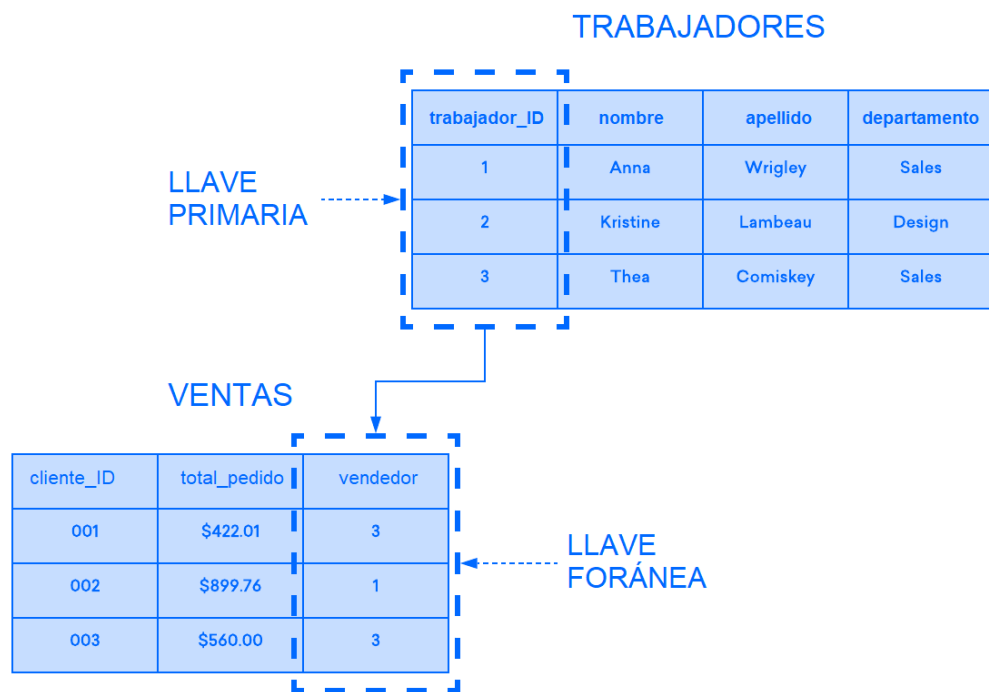 TRABAJADORES
trabajador_ID nombre apellido departamento
1 Anna Wrigley Sales
2 Kristine Lambeau Design
3 Thea Comiskey Sales
LLAVE
PRIMARIA
VENTAS
cliente_ID total_pedido vendedor
001 $422.01 3
002 $899.76 1
003 $560.00 3
LLAVE
FORÁNEA